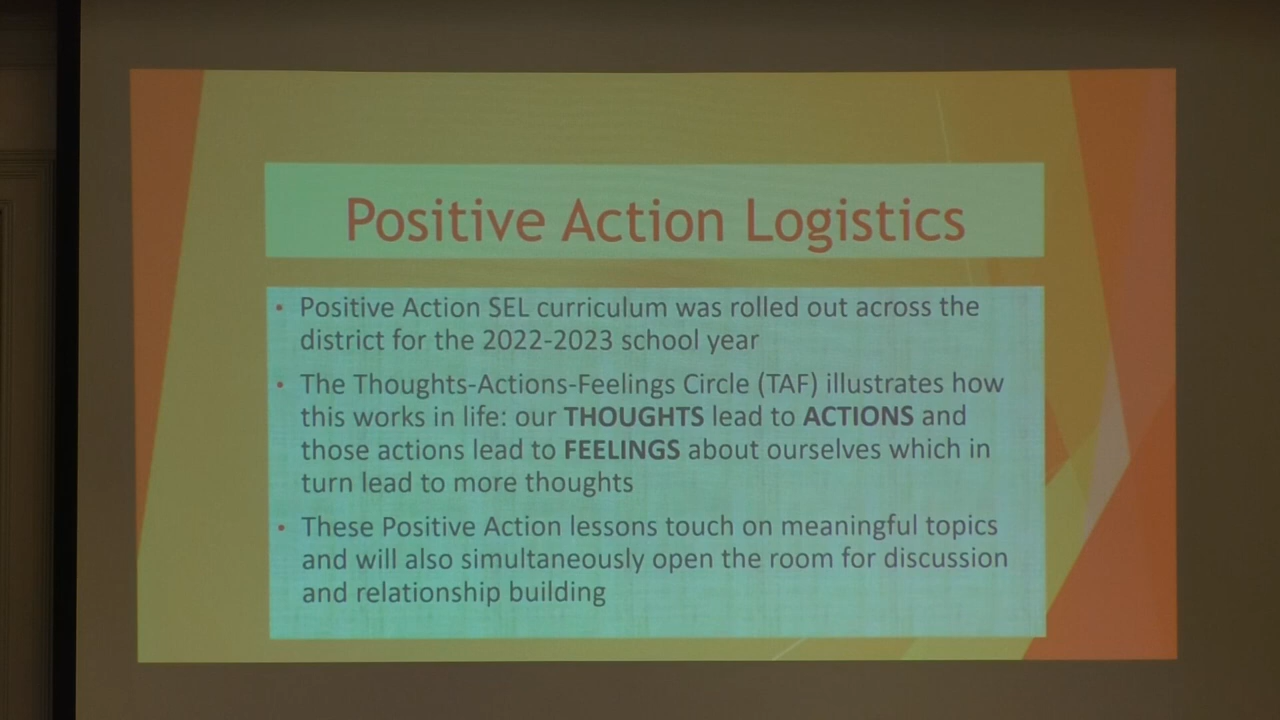 Positive Action Logistics
• Positive Action SEL curriculum was rolled out across the
district for the 2022-2023 school year
• The Thoughts-Actions-Feelings Circle (TAF) illustrates how
this works in life: our THOUGHTS lead to ACTIONS and
those actions lead to FEELINGS about ourselves which in
turn lead to more thoughts
• These Positive Action lessons touch on meaningful topics
and will also simultaneously open the room for discussion
and relationship building